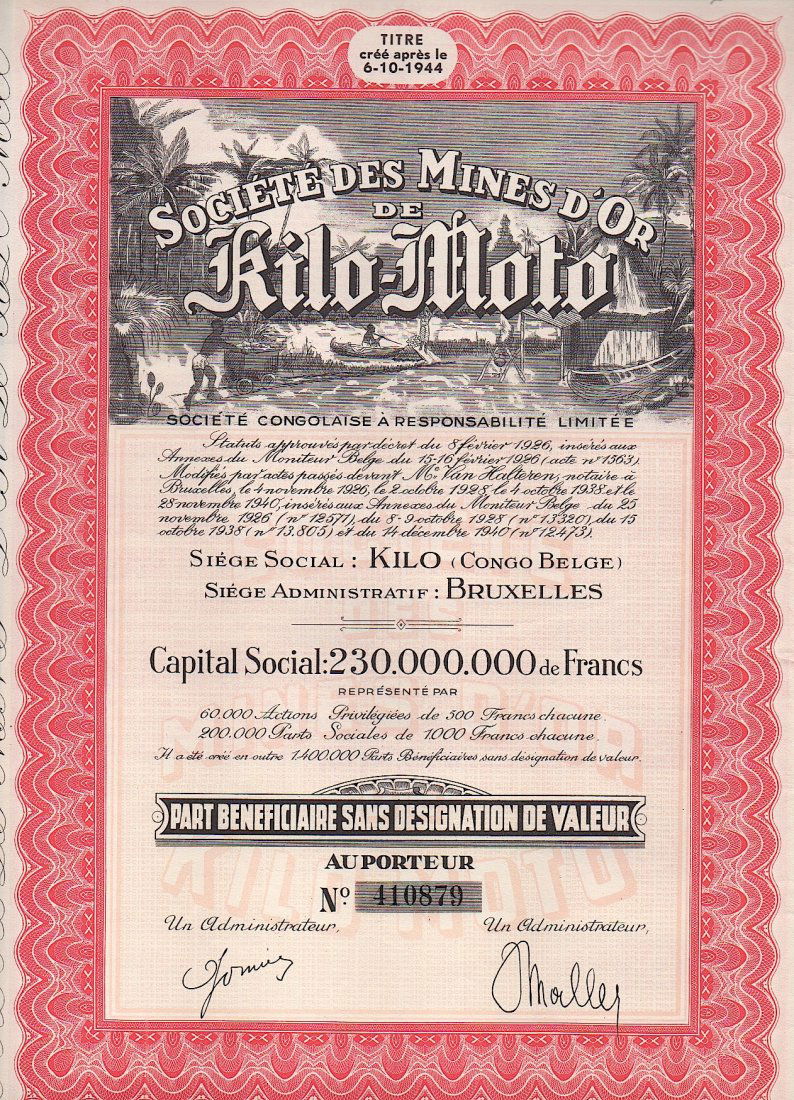 TITRE
créé après le
6-10-1944
SOCIÉTÉ DES MINES D'OR
DE
Kilo-Moto
SOCIÉTÉ CONGOLAISE À RESPONSABILITÉ LIMITÉE
Statuts approuvés par décret du 8 février 1926, insérés aux
Annexes du Moniteur Belge du 15-16 février 1926 (acte n° 1563).
Modifiés par actes passés devant Me Van Halteren, notaire à
Bruxelles, le 4 novembre 1926, le 2 octobre 1928, le 4 octobre 1938 et le
28 novembre 1940, insérés aux Annexes du Moniteur Belge du 25
novembre 1926 (n° 12571), du 8-9 octobre 1928 (n° 13320), du 15
octobre 1938 (n° 13.805) et du 14 décembre 1940 (n° 12473).
SIÉGE SOCIAL : KILO (CONGO BELGE)
SIÉGE ADMINISTRATIF : BRUXELLES
Capital Social: 230.000.000 de Francs
REPRÉSENTÉ PAR
60.000 Actions Privilégiées de 500 Francs chacune.
200.000 Parts Sociales de 1000 Francs chacune.
Il a été créé en outre 1.400.000 Parts Bénéficiaires sans désignation de valeur.
PART BENEFICIAIRE SANS DESIGNATION DE VALEUR
AU PORTEUR
No. 410879
Un Administrateur, Un Administrateur,